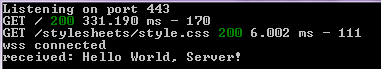 Listening on port 443
GET / 200 331.190 ms - 170
GET /stylesheets/style.css 200 6.002 ms - 111
wss connected
received: Hello World, Server!